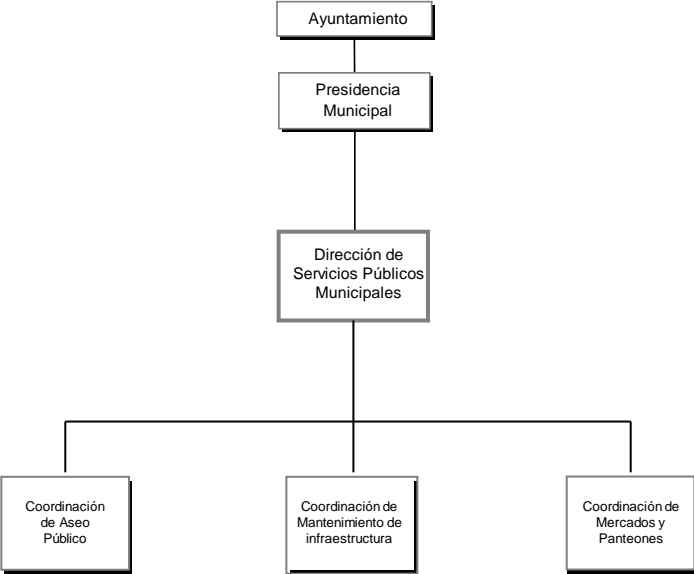 Ayuntamiento
Presidencia
Municipal
Dirección de
Servicios Públicos
Municipales
Coordinación
de Aseo
Público
Coordinación de
Mantenimiento de
infraestructura
Coordinación de
Mercados y
Panteones